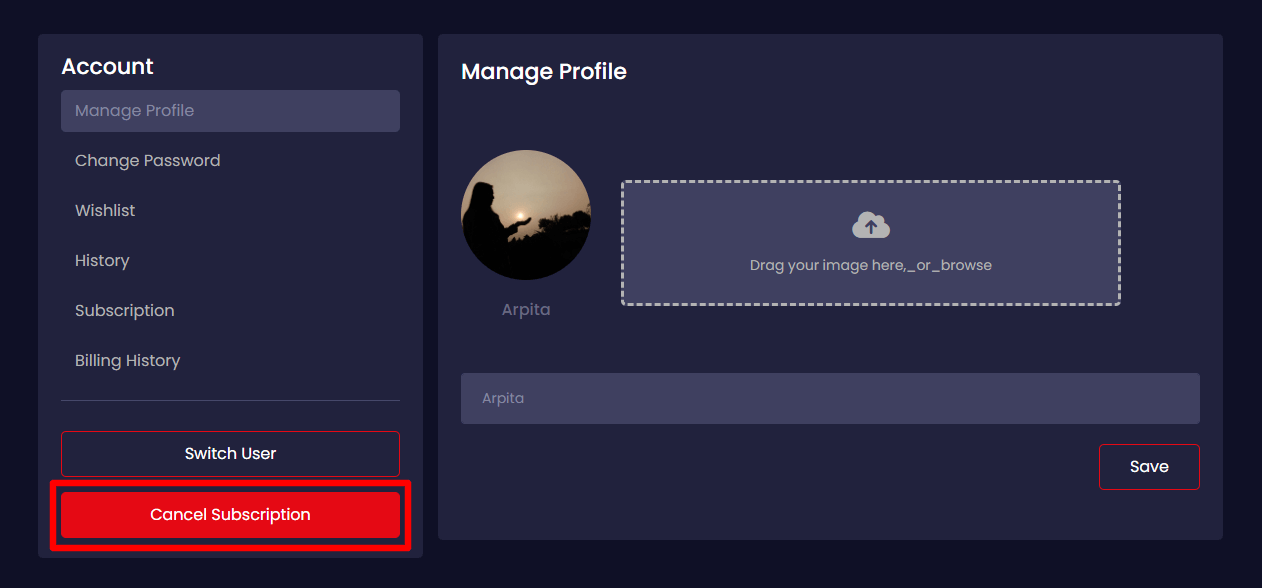 Account
Manage Profile
Change Password
Wishlist
History
Subscription
Billing History
Switch User
Cancel Subscription
Manage Profile
Drag your image here,_or_browse
Arpita
Arpita
Save